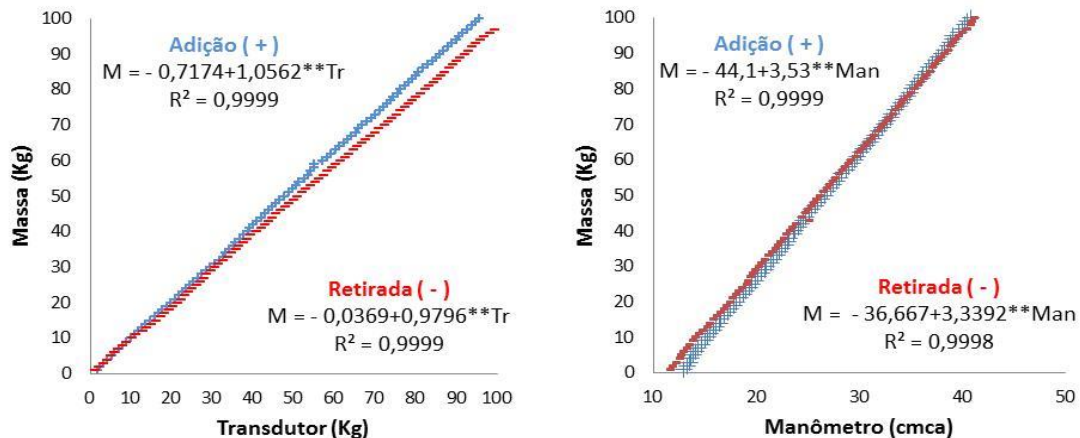 Adição ( + )
M = - 0,7174+1,0562**Tr
R² = 0,9999
Retirada ( - )
M = - 0,0369+0,9796**Tr
R² = 0,9999
Massa (Kg)
100
90
80
70
60
50
40
30
20
10
0
0 10 20 30 40 50 60 70 80 90 100
Transdutor (Kg)
Adição ( + )
M = - 44,1+3,53**Man
R² = 0,9999
Retirada ( - )
M = - 36,667+3,3392**Man
R² = 0,9998
Massa (Kg)
100
90
80
70
60
50
40
30
20
10
0
10 20 30 40 50
Manômetro (cmca)